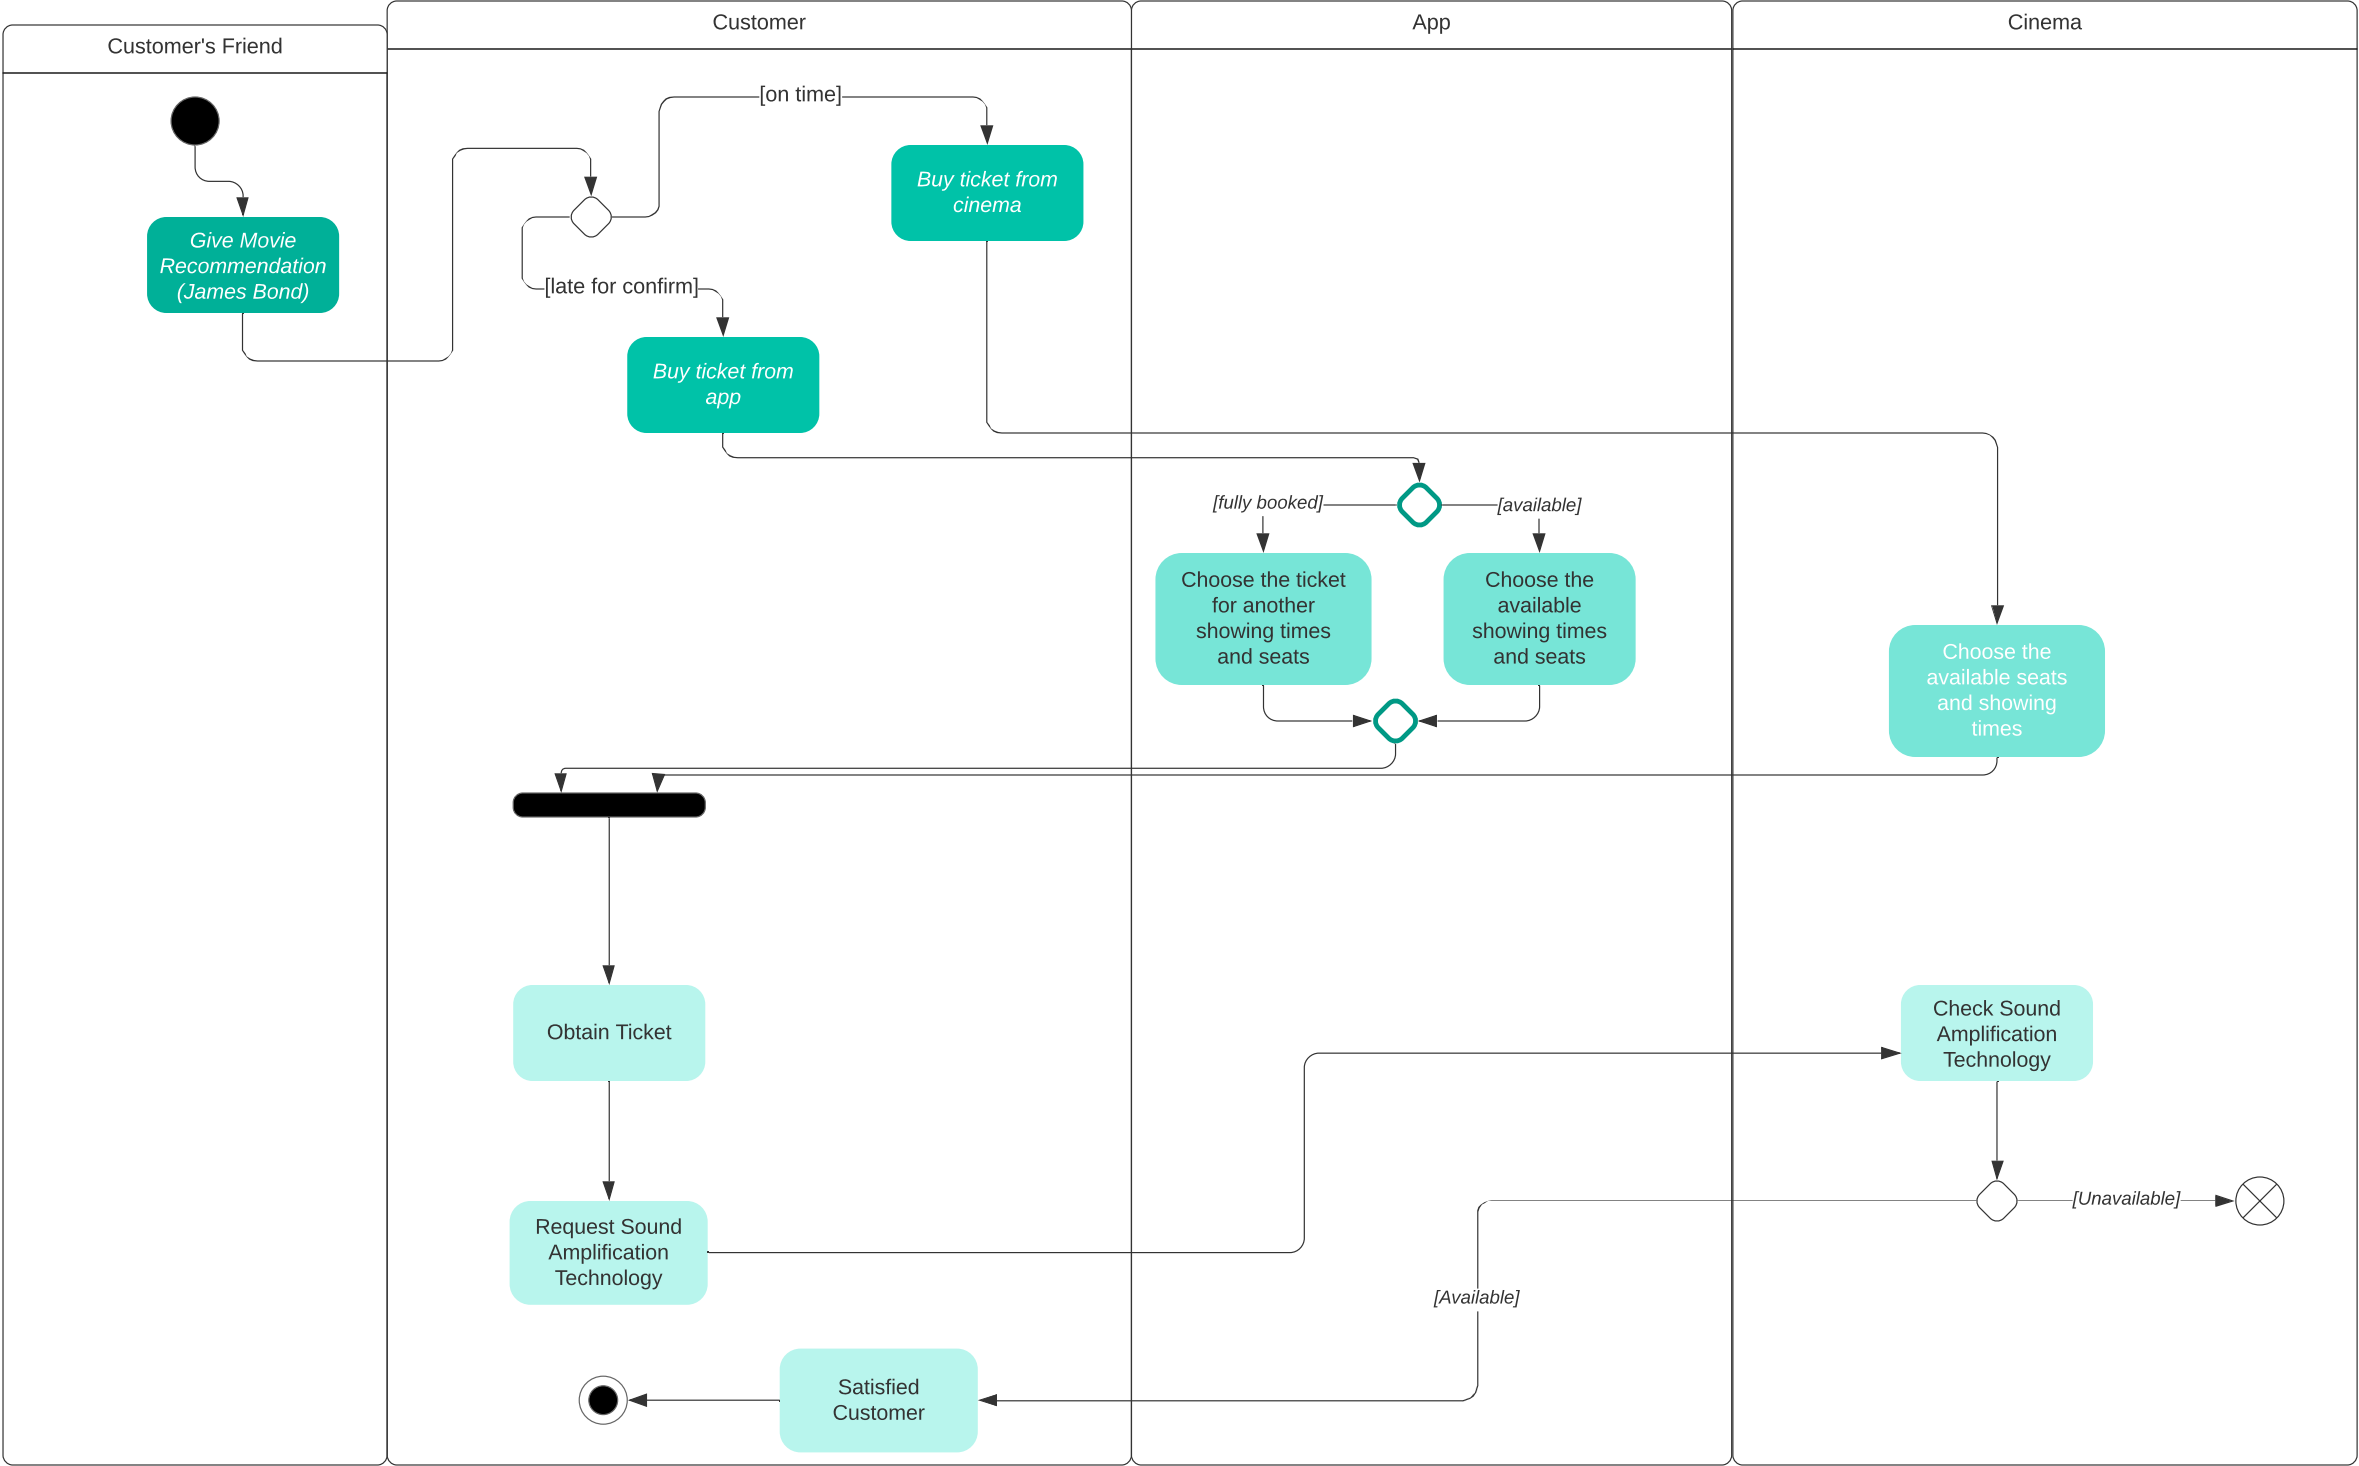 Customer's Friend
Customer
App
Cinema
[on time]
Buy ticket from
cinema
Give Movie
Recommendation
(James Bond)
[late for confirm]
Buy ticket from
app
[fully booked]
[available]
Choose the ticket
for another
showing times
and seats
Choose the
available
showing times
and seats
Choose the
available seats
and showing
times
Obtain Ticket
Check Sound
Amplification
Technology
[Unavailable]
Request Sound
Amplification
Technology
[Available]
Satisfied
Customer